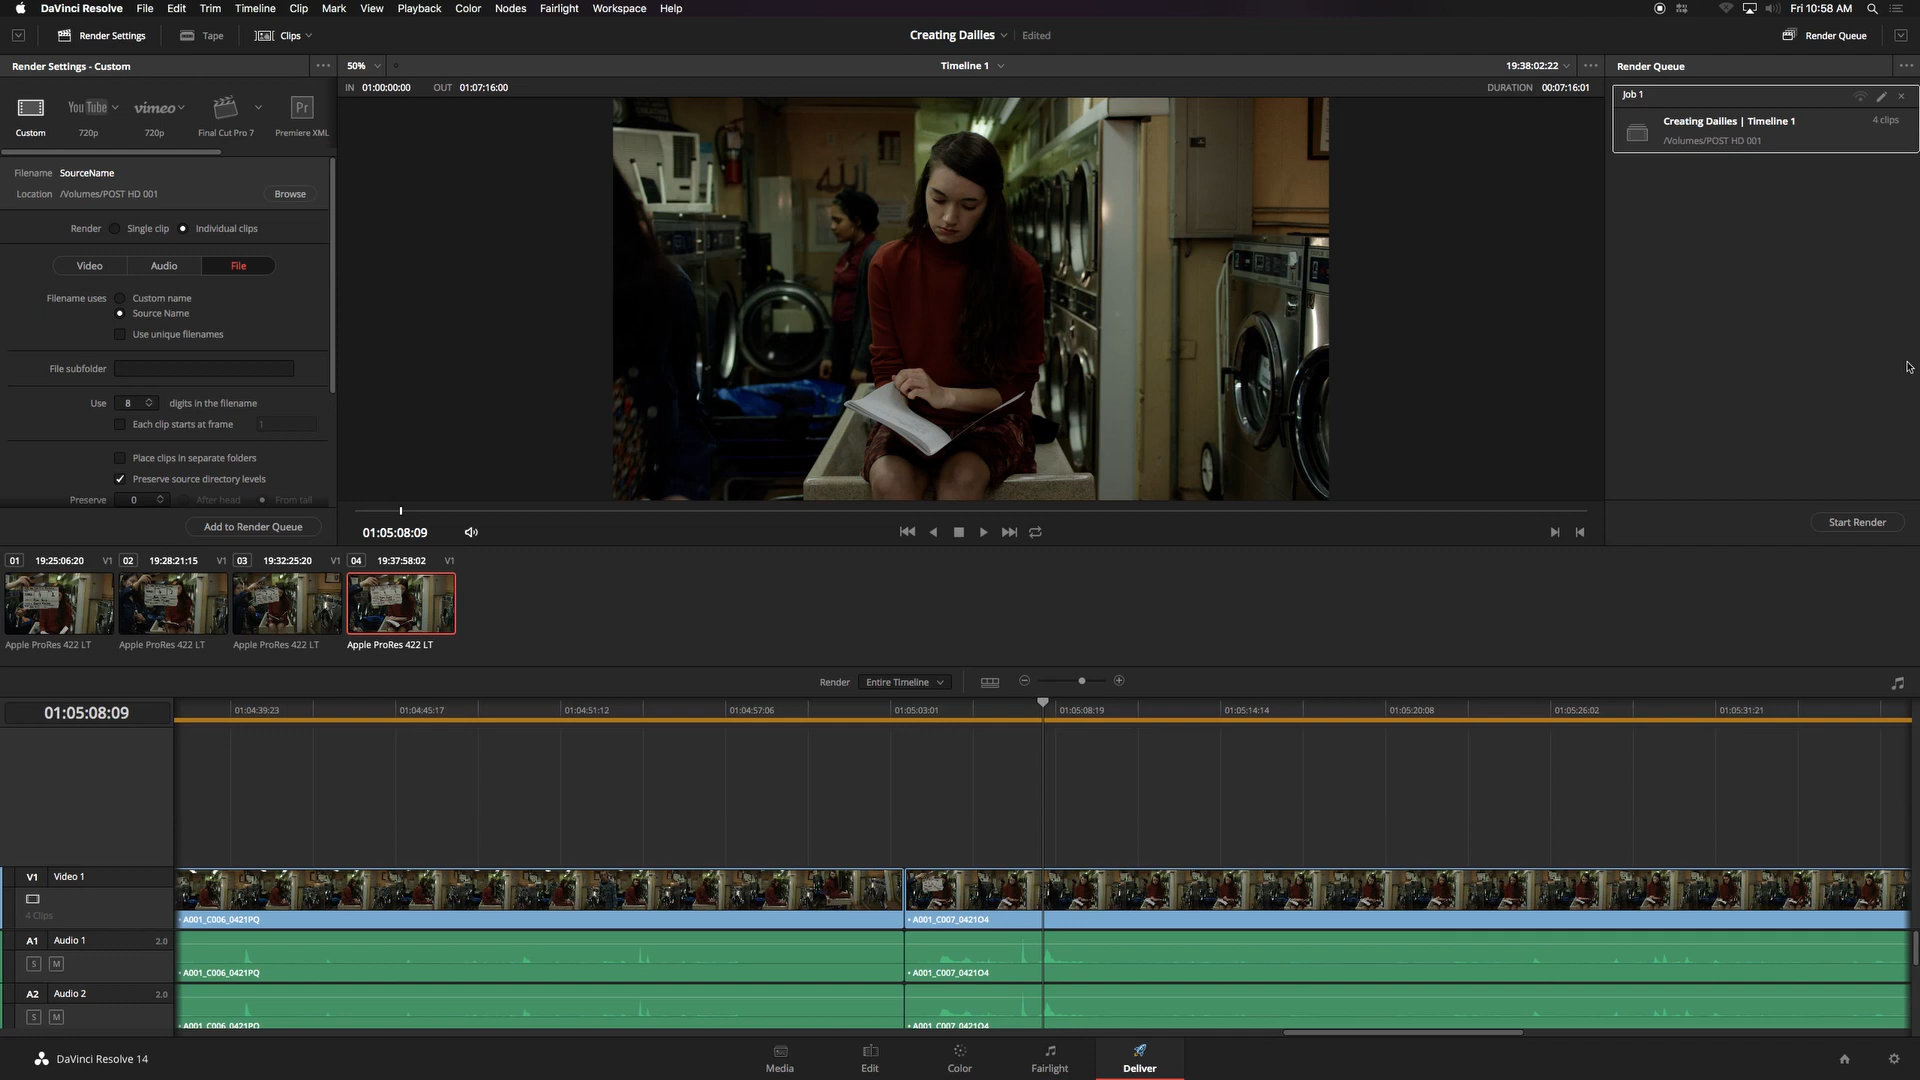 DaVinci Resolve File Edit Trim Timeline Clip Mark View Playback Color Nodes Fairlight Workspace Help Fri 10:58 AM
Render Settings Tape Clips Creating Dailies Edited Render Queue
Render Settings - Custom 50% Timeline 1 19:38:02:22 Render Queue
IN 01:00:00:00 OUT 01:07:16:00 DURATION 00:07:16:01
Job 1
YouTube vimeo Pr
Custom 720p 720p Final Cut Pro 7 Premiere XML
Creating Dailies | Timeline 1 4 clips
/Volumes/POST HD 001
Filename SourceName
Location /Volumes/POST HD 001 Browse
الله
Render Single clip Individual clips
Video Audio File
Filename uses Custom name
Source Name
Use unique filenames
File subfolder
Use 8 digits in the filename
Each clip starts at frame 1
Place clips in separate folders
Preserve source directory levels
Preserve 0 After head From tail
Add to Render Queue
01:05:08:09
Start Render
01 19:25:06:20 V1 02 19:28:21:15 V1 03 19:32:25:20 V1 04 19:37:58:02 V1
Apple ProRes 422 LT Apple ProRes 422 LT Apple ProRes 422 LT Apple ProRes 422 LT
Render Entire Timeline
01:05:08:09 01:04:39:23 01:04:45:17 01:04:51:12 01:04:57:06 01:05:03:01 01:05:08:19 01:05:14:14 01:05:20:08 01:05:26:02 01:05:31:21
V1 Video 1
4 Clips
A001_C006_0421PQ A001_C007_0421O4
A1 Audio 1 2.0
S M
A001_C006_0421PQ A001_C007_0421O4
A2 Audio 2 2.0
S M
A001_C006_0421PQ A001_C007_0421O4
DaVinci Resolve 14
Media Edit Color Fairlight Deliver